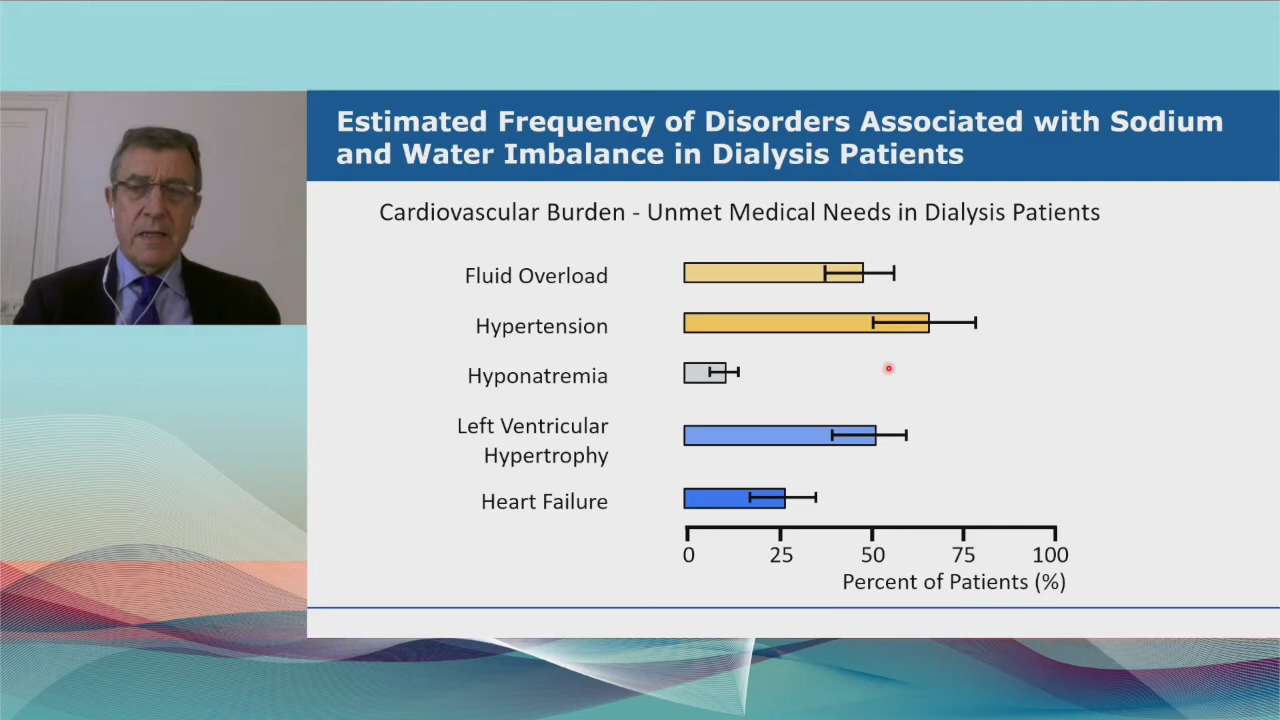 Estimated Frequency of Disorders Associated with Sodium
and Water Imbalance in Dialysis Patients
Cardiovascular Burden - Unmet Medical Needs in Dialysis Patients
Fluid Overload
Hypertension
Hyponatremia
Left Ventricular
Hypertrophy
Heart Failure
0 25 50 75 100
Percent of Patients (%)